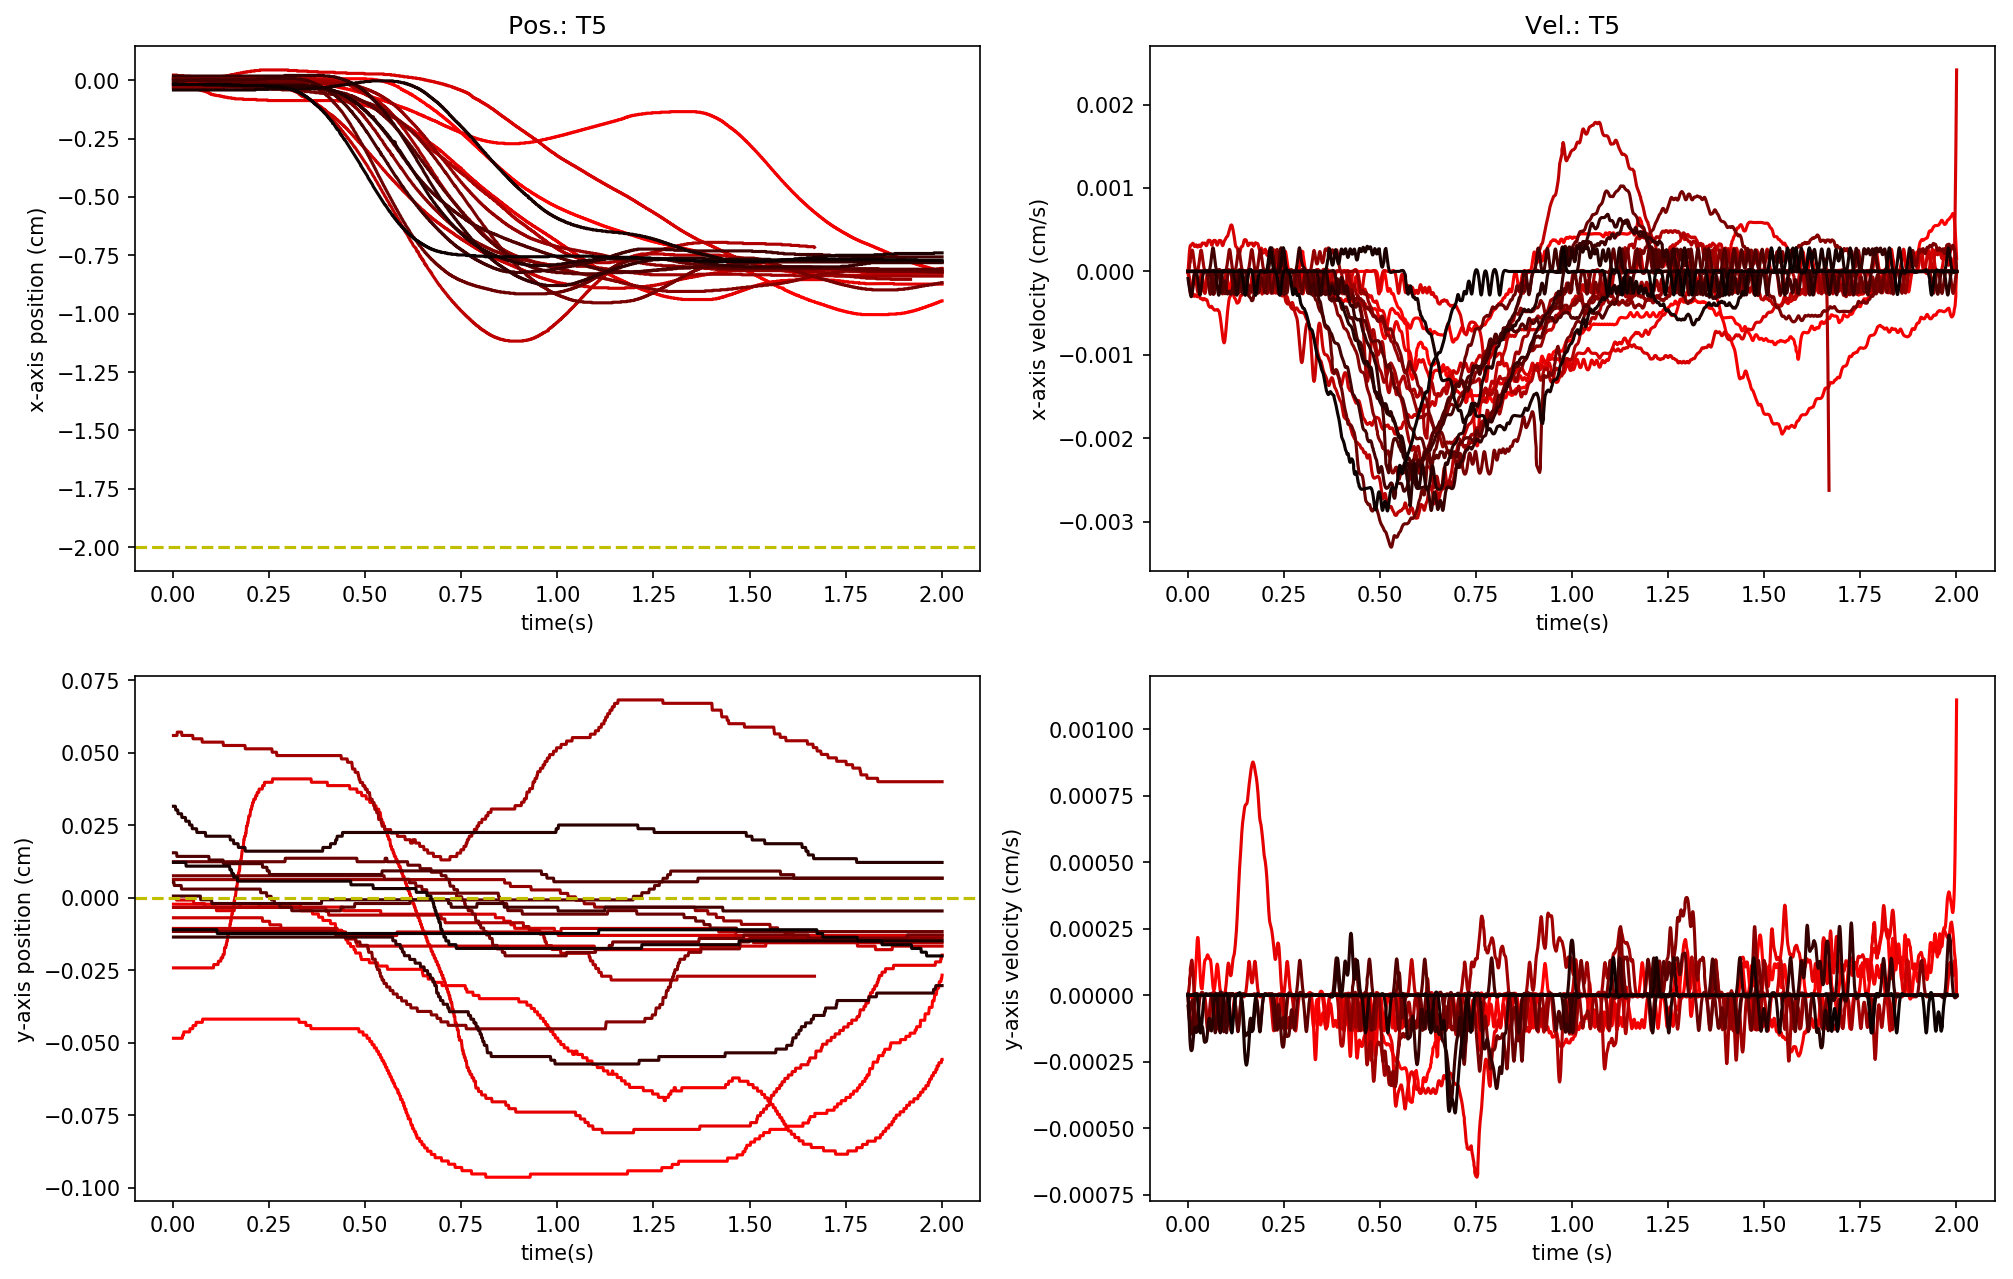 Pos.: T5
Vel.: T5
x-axis position (cm)
0.00
−0.25
−0.50
−0.75
−1.00
−1.25
−1.50
−1.75
−2.00
0.00 0.25 0.50 0.75 1.00 1.25 1.50 1.75 2.00
time(s)
x-axis velocity (cm/s)
0.002
0.001
0.000
−0.001
−0.002
−0.003
0.00 0.25 0.50 0.75 1.00 1.25 1.50 1.75 2.00
time(s)
y-axis position (cm)
0.075
0.050
0.025
0.000
−0.025
−0.050
−0.075
−0.100
0.00 0.25 0.50 0.75 1.00 1.25 1.50 1.75 2.00
time(s)
y-axis velocity (cm/s)
0.00100
0.00075
0.00050
0.00025
0.00000
−0.00025
−0.00050
−0.00075
0.00 0.25 0.50 0.75 1.00 1.25 1.50 1.75 2.00
time (s)